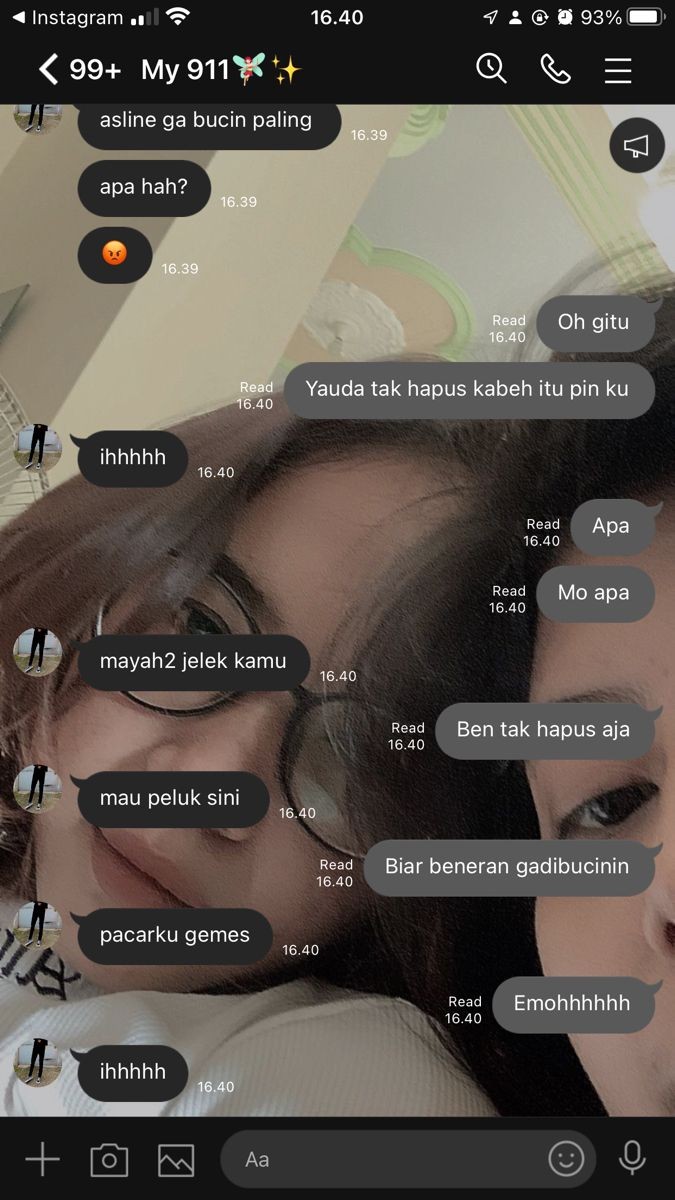 Instagram
16.40
93%
99+ My 911🧚✨
asline ga bucin paling
16.39
apa hah?
16.39
😡
16.39
Oh gitu
Read
16.40
Yauda tak hapus kabeh itu pin ku
Read
16.40
ihhhhh
16.40
Apa
Read
16.40
Mo apa
Read
16.40
mayah2 jelek kamu
16.40
Ben tak hapus aja
Read
16.40
mau peluk sini
16.40
Biar beneran gadibucinin
Read
16.40
pacarku gemes
16.40
Emohhhhhh
Read
16.40
ihhhhh
16.40
Aa